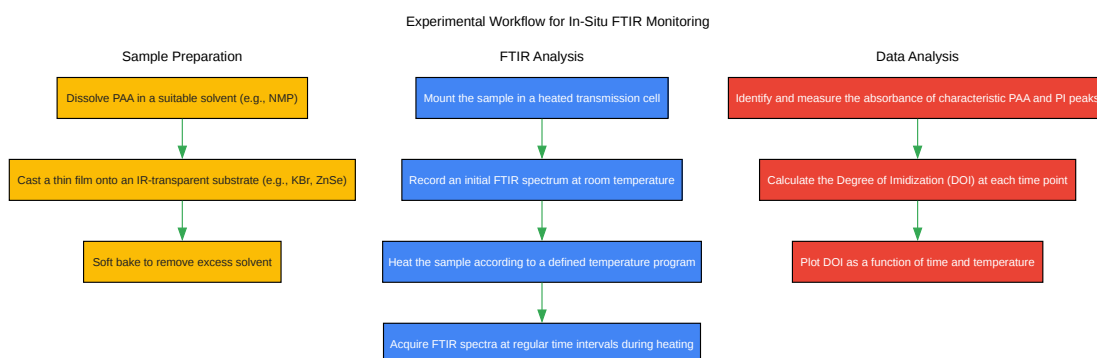 Experimental Workflow for In-Situ FTIR Monitoring
Sample Preparation
Dissolve PAA in a suitable solvent (e.g., NMP)
Cast a thin film onto an IR-transparent substrate (e.g., KBr, ZnSe)
Soft bake to remove excess solvent
FTIR Analysis
Mount the sample in a heated transmission cell
Record an initial FTIR spectrum at room temperature
Heat the sample according to a defined temperature program
Acquire FTIR spectra at regular time intervals during heating
Data Analysis
Identify and measure the absorbance of characteristic PAA and PI peaks
Calculate the Degree of Imidization (DOI) at each time point
Plot DOI as a function of time and temperature